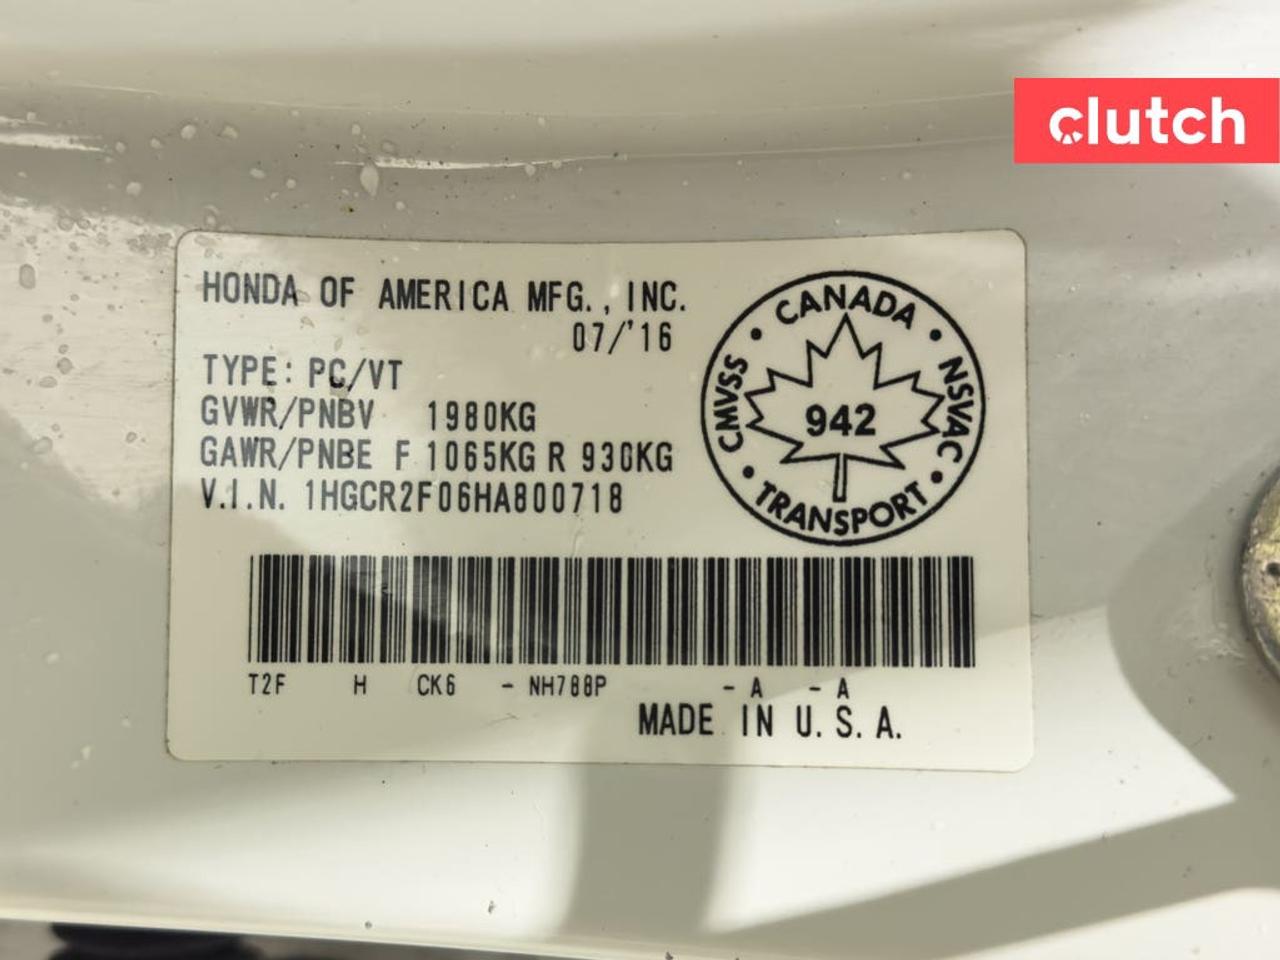 clutch
HONDA OF AMERICA MFG., INC.
07/'16
TYPE: PC/VT
GVWR/PNBV 1980KG
GAWR/PNBE F 1065KG R 930KG
V.I.N. 1HGCR2F06HA800718
CANADA
CMVSS
NSVAC
942
TRANSPORT
T2F H CK6 - NH788P - A - A
MADE IN U.S.A.